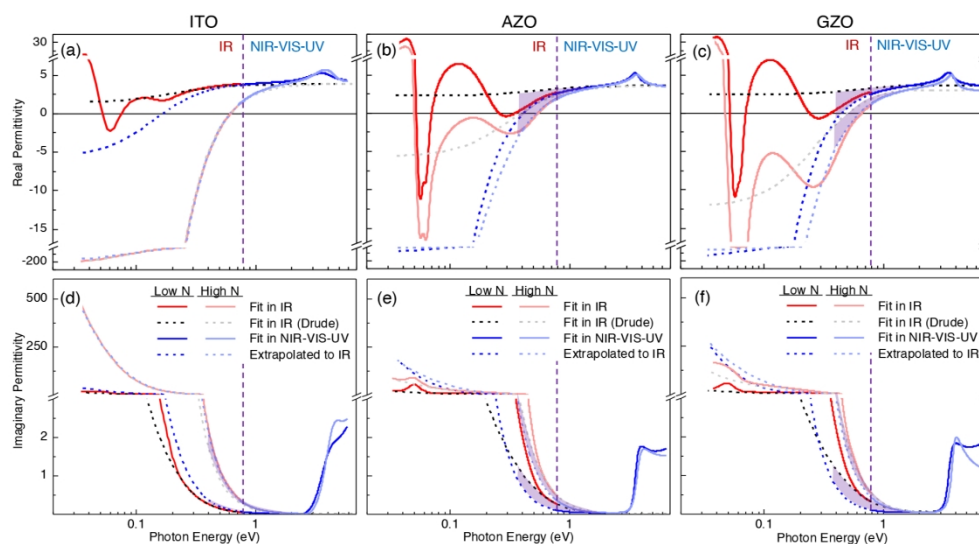 ITO
AZO
GZO
(a)
IR
NIR-VIS-UV
(b)
IR
NIR-VIS-UV
(c)
IR
NIR-VIS-UV
Real Permittivity
30
5
0
-5
-10
-15
-200
(d)
Low N
High N
Fit in IR
Fit in IR (Drude)
Fit in NIR-VIS-UV
Extrapolated to IR
(e)
Low N
High N
Fit in IR
Fit in IR (Drude)
Fit in NIR-VIS-UV
Extrapolated to IR
(f)
Low N
High N
Fit in IR
Fit in IR (Drude)
Fit in NIR-VIS-UV
Extrapolated to IR
Imaginary Permittivity
500
250
2
1
0.1
1
0.1
1
0.1
1
Photon Energy (eV)
Photon Energy (eV)
Photon Energy (eV)